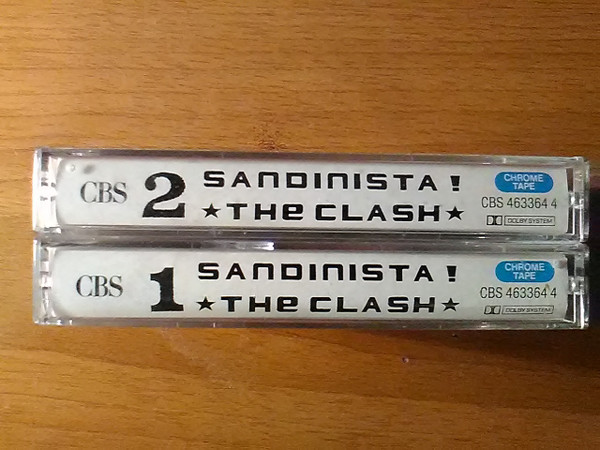 CBS
2
SANDINISTA!
★THE CLASH★
CHROME
TAPE
CBS 463364 4
DOLBY SYSTEM
CBS
1
SANDINISTA!
★THE CLASH★
CHROME
TAPE
CBS 463364 4
DOLBY SYSTEM